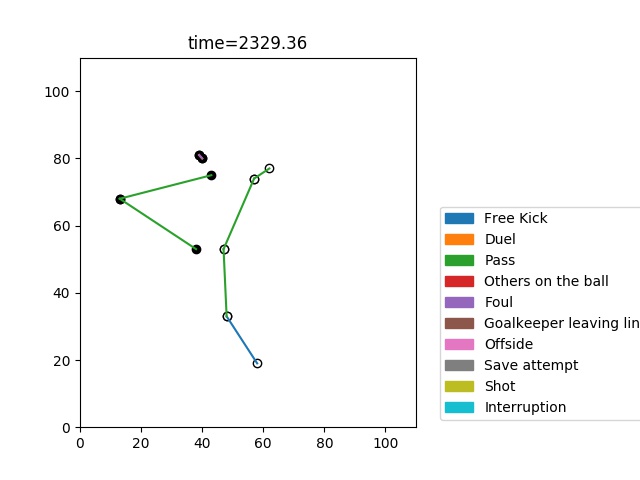 time=2329.36
100
80
60
40
20
0
0 20 40 60 80 100
Free Kick
Duel
Pass
Others on the ball
Foul
Goalkeeper leaving lin
Offside
Save attempt
Shot
Interruption